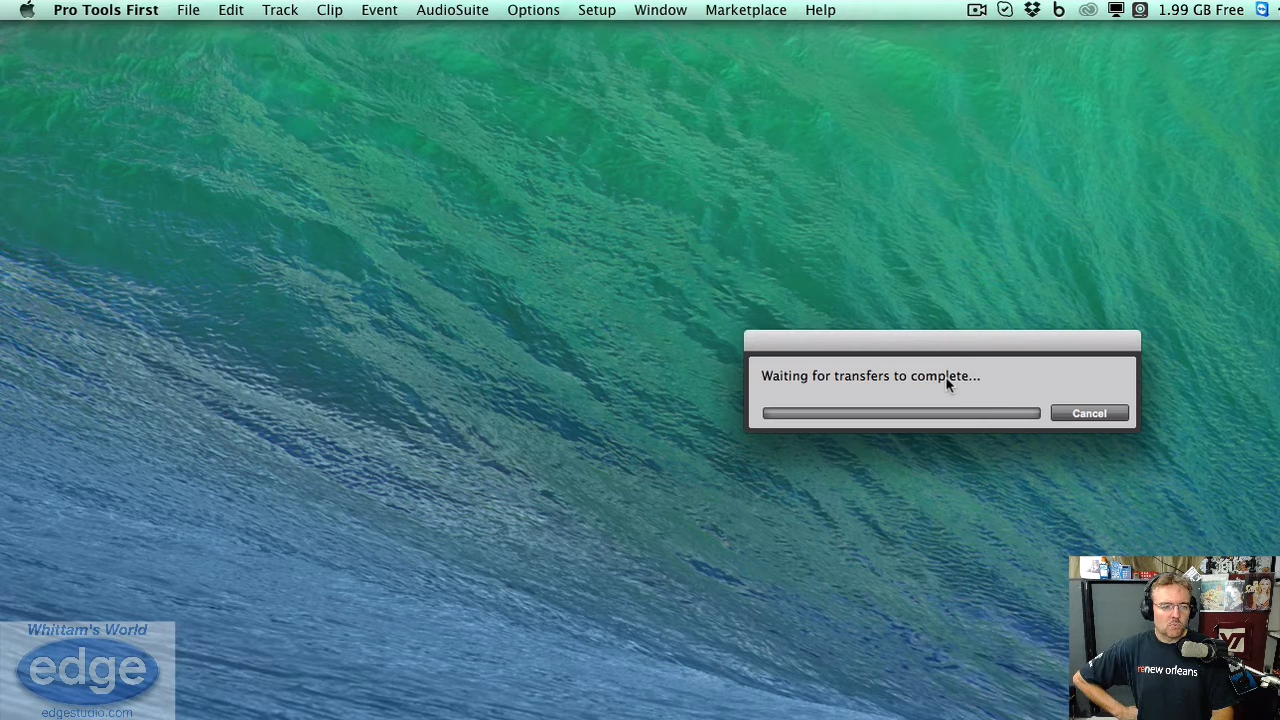 Pro Tools First File Edit Track Clip Event AudioSuite Options Setup Window Marketplace Help 1.99 GB Free
Waiting for transfers to complete...
Cancel
renew orleans
Whittam's World
edge
edgestudio.com